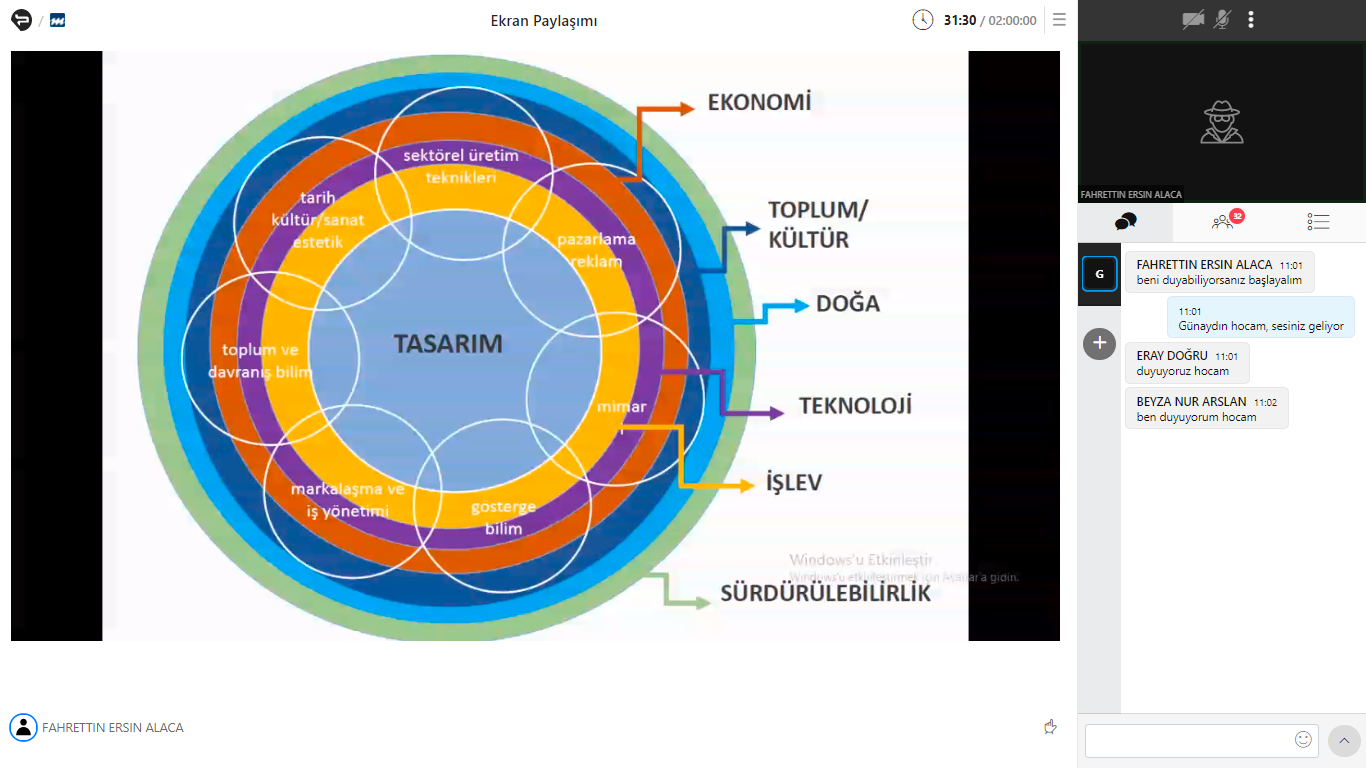 Ekran Paylaşımı
31:30 / 02:00:00
EKONOMİ
sektörel üretim
teknikleri
tarih
kültür/sanat
estetik
pazarlama
reklam
TOPLUM/
KÜLTÜR
DOĞA
TASARIM
toplum ve
davranış bilim
mimar
TEKNOLOJİ
İŞLEV
markalaşma ve
iş yönetimi
gösterge
bilim
Windows'u Etkinleştir
Windows'u etkinleştirmek için Ayarlar'a gidin.
SÜRDÜRÜLEBİLİRLİK
FAHRETTIN ERSIN ALACA
FAHRETTIN ERSIN ALACA
32
G
FAHRETTIN ERSIN ALACA 11:01
beni duyabiliyorsanız başlayalım
11:01
Günaydın hocam, sesiniz geliyor
ERAY DOĞRU 11:01
duyuyoruz hocam
BEYZA NUR ARSLAN 11:02
ben duyuyorum hocam